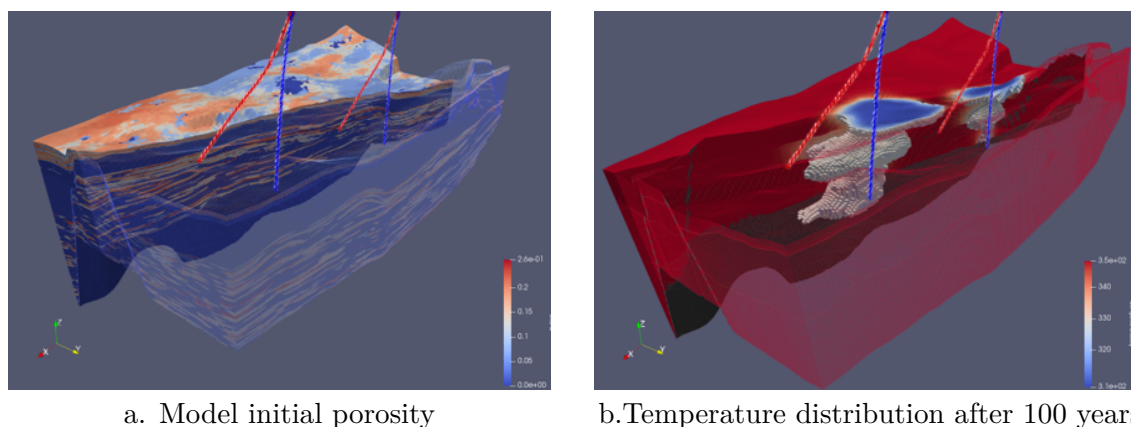 2.6e-01
0.2
0.15
0.1
0.05
0.0e+00
Z
X
Y
3.5e+02
340
330
320
3.1e+02
Z
X
Y
a. Model initial porosity
b.Temperature distribution after 100 years